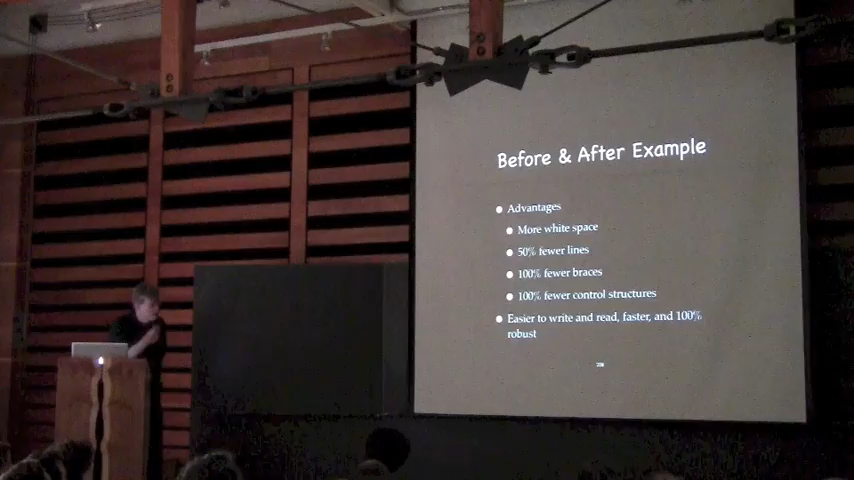 Before & After Example
Advantages
More white space
50% fewer lines
100% fewer braces
100% fewer control structures
Easier to write and read, faster, and 100%
robust